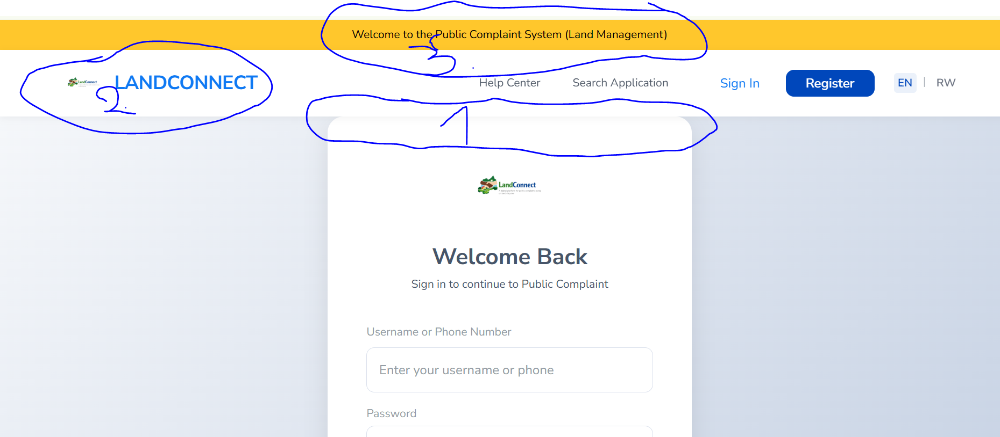 Welcome to the Public Complaint System (Land Management)
3.
LandConnect
LANDCONNECT
Help Center
Search Application
Sign In
Register
EN | RW
2.
1
LandConnect
Welcome Back
Sign in to continue to Public Complaint
Username or Phone Number
Enter your username or phone
Password